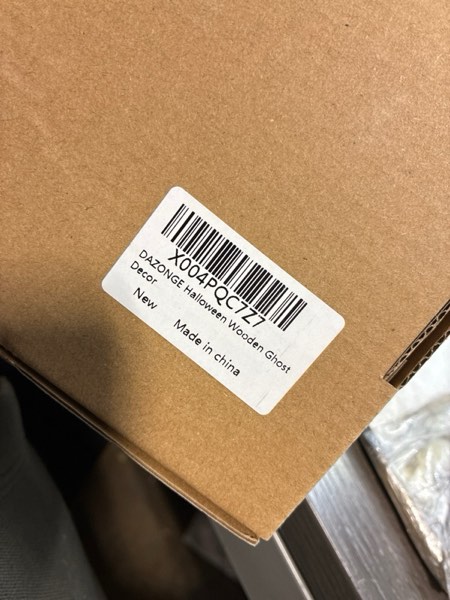 X004PQC7Z7
DAZONGE Halloween Wooden Ghost
Decor
New
Made in china